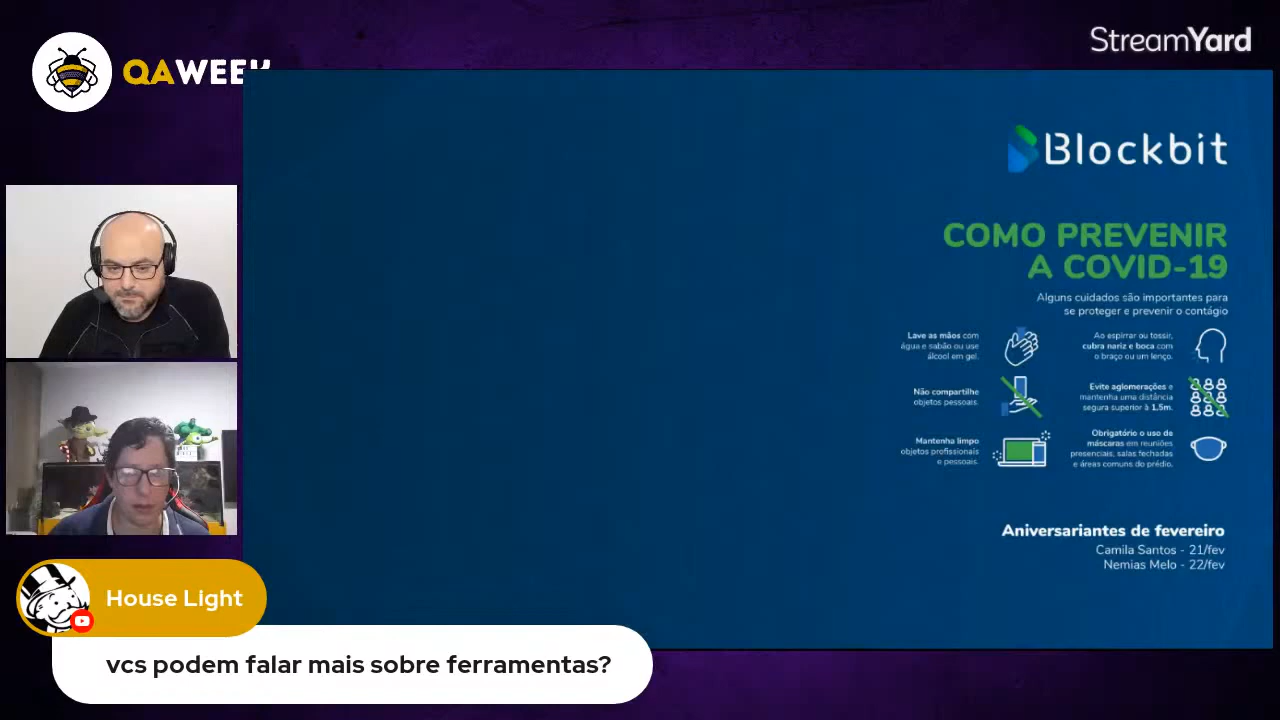 StreamYard
QAWEEK
Blockbit
COMO PREVENIR
A COVID-19
Alguns cuidados são importantes para
se proteger e prevenir o contágio
Lave as mãos com
água e sabão ou use
álcool em gel.
Ao espirrar ou tossir,
cubra nariz e boca com
o braço ou um lenço.
Não compartilhe
objetos pessoais.
Evite aglomerações e
mantenha uma distância
segura superior à 1,5m.
Mantenha limpo
objetos profissionais
e pessoais.
Obrigatório o uso de
máscaras em reuniões
presenciais, salas fechadas
e áreas comuns do prédio.
Aniversariantes de fevereiro
Camila Santos - 21/fev
Nemias Melo - 22/fev
House Light
vcs podem falar mais sobre ferramentas?